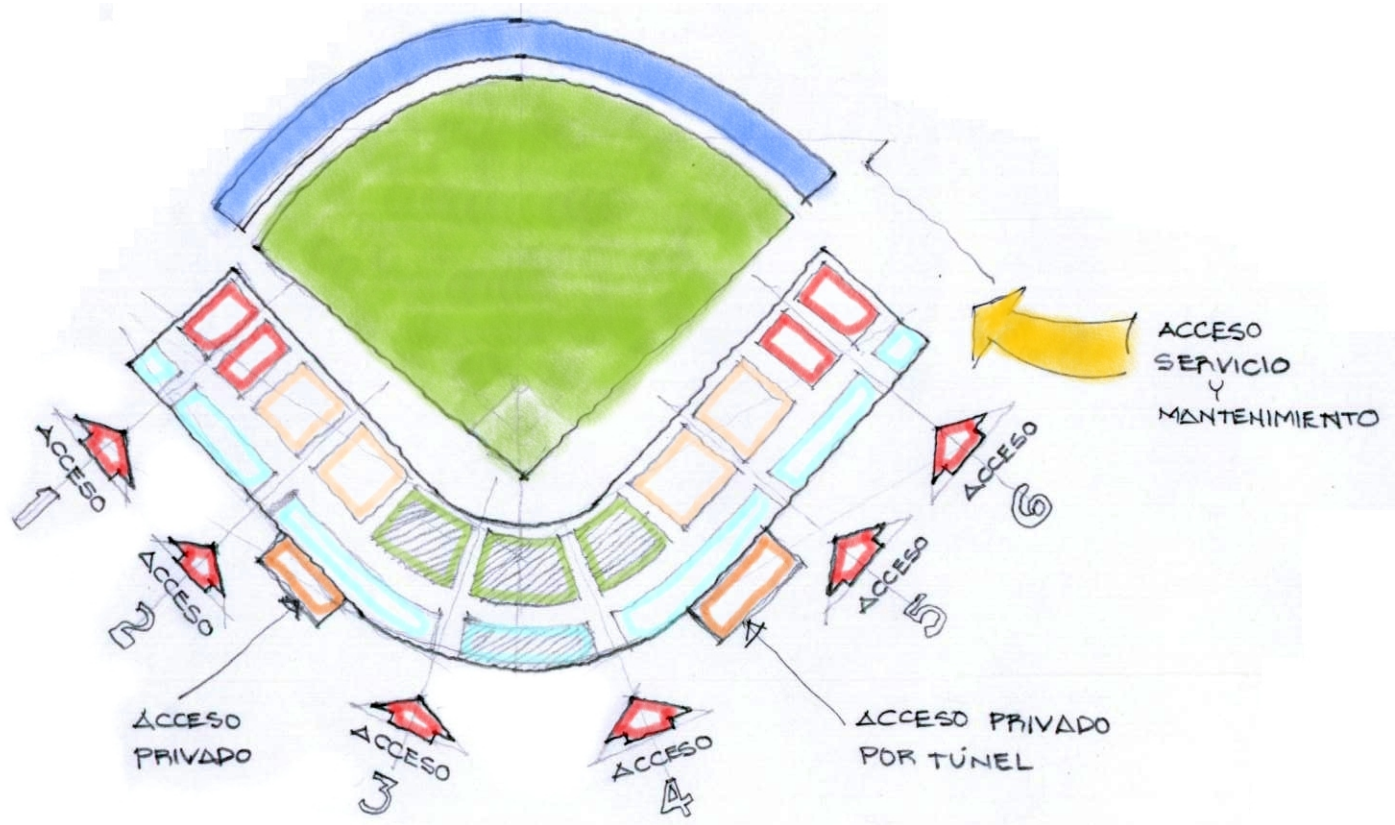 ACCESO
SERVICIO
Y
MANTENIMIENTO
ACCESO
1
ACCESO
2
ACCESO
3
ACCESO
4
ACCESO
5
ACCESO
6
ACCESO
PRIVADO
ACCESO PRIVADO
POR TÚNEL